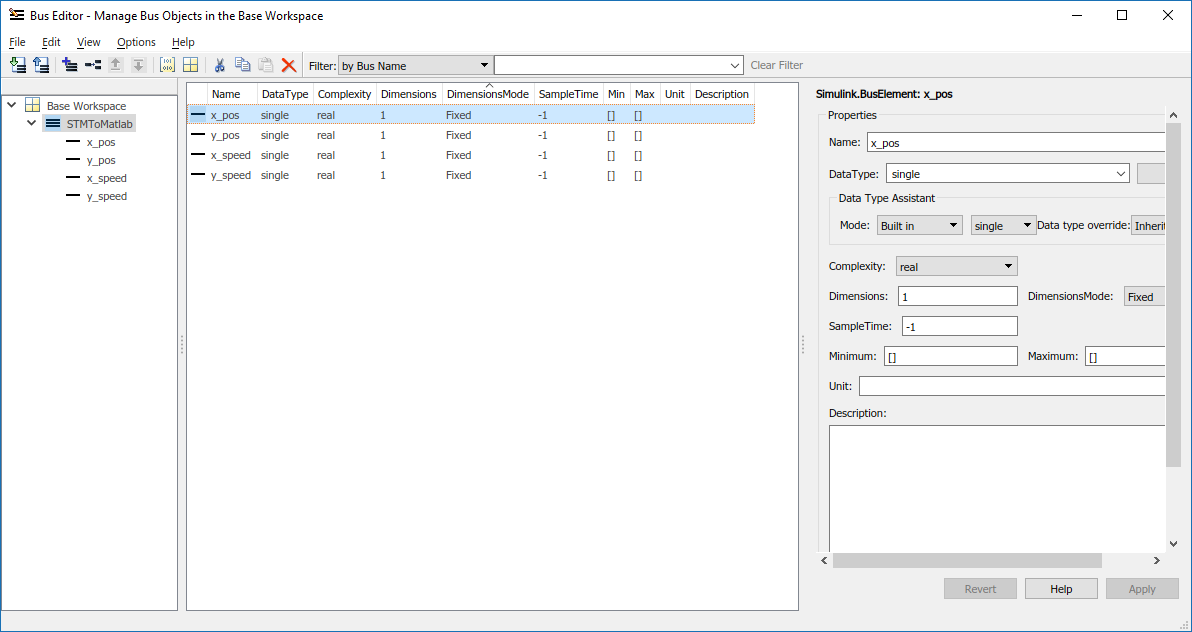 Bus Editor - Manage Bus Objects in the Base Workspace
File Edit View Options Help
Filter: by Bus Name Clear Filter
Base Workspace
STMToMatlab
x_pos
y_pos
x_speed
y_speed
Name DataType Complexity Dimensions DimensionsMode SampleTime Min Max Unit Description
x_pos single real 1 Fixed -1 [] []
y_pos single real 1 Fixed -1 [] []
x_speed single real 1 Fixed -1 [] []
y_speed single real 1 Fixed -1 [] []
Simulink.BusElement: x_pos
Properties
Name: x_pos
DataType: single
Data Type Assistant
Mode: Built in single Data type override: Inherit
Complexity: real
Dimensions: 1 DimensionsMode: Fixed
SampleTime: -1
Minimum: [] Maximum: []
Unit:
Description:
Revert Help Apply